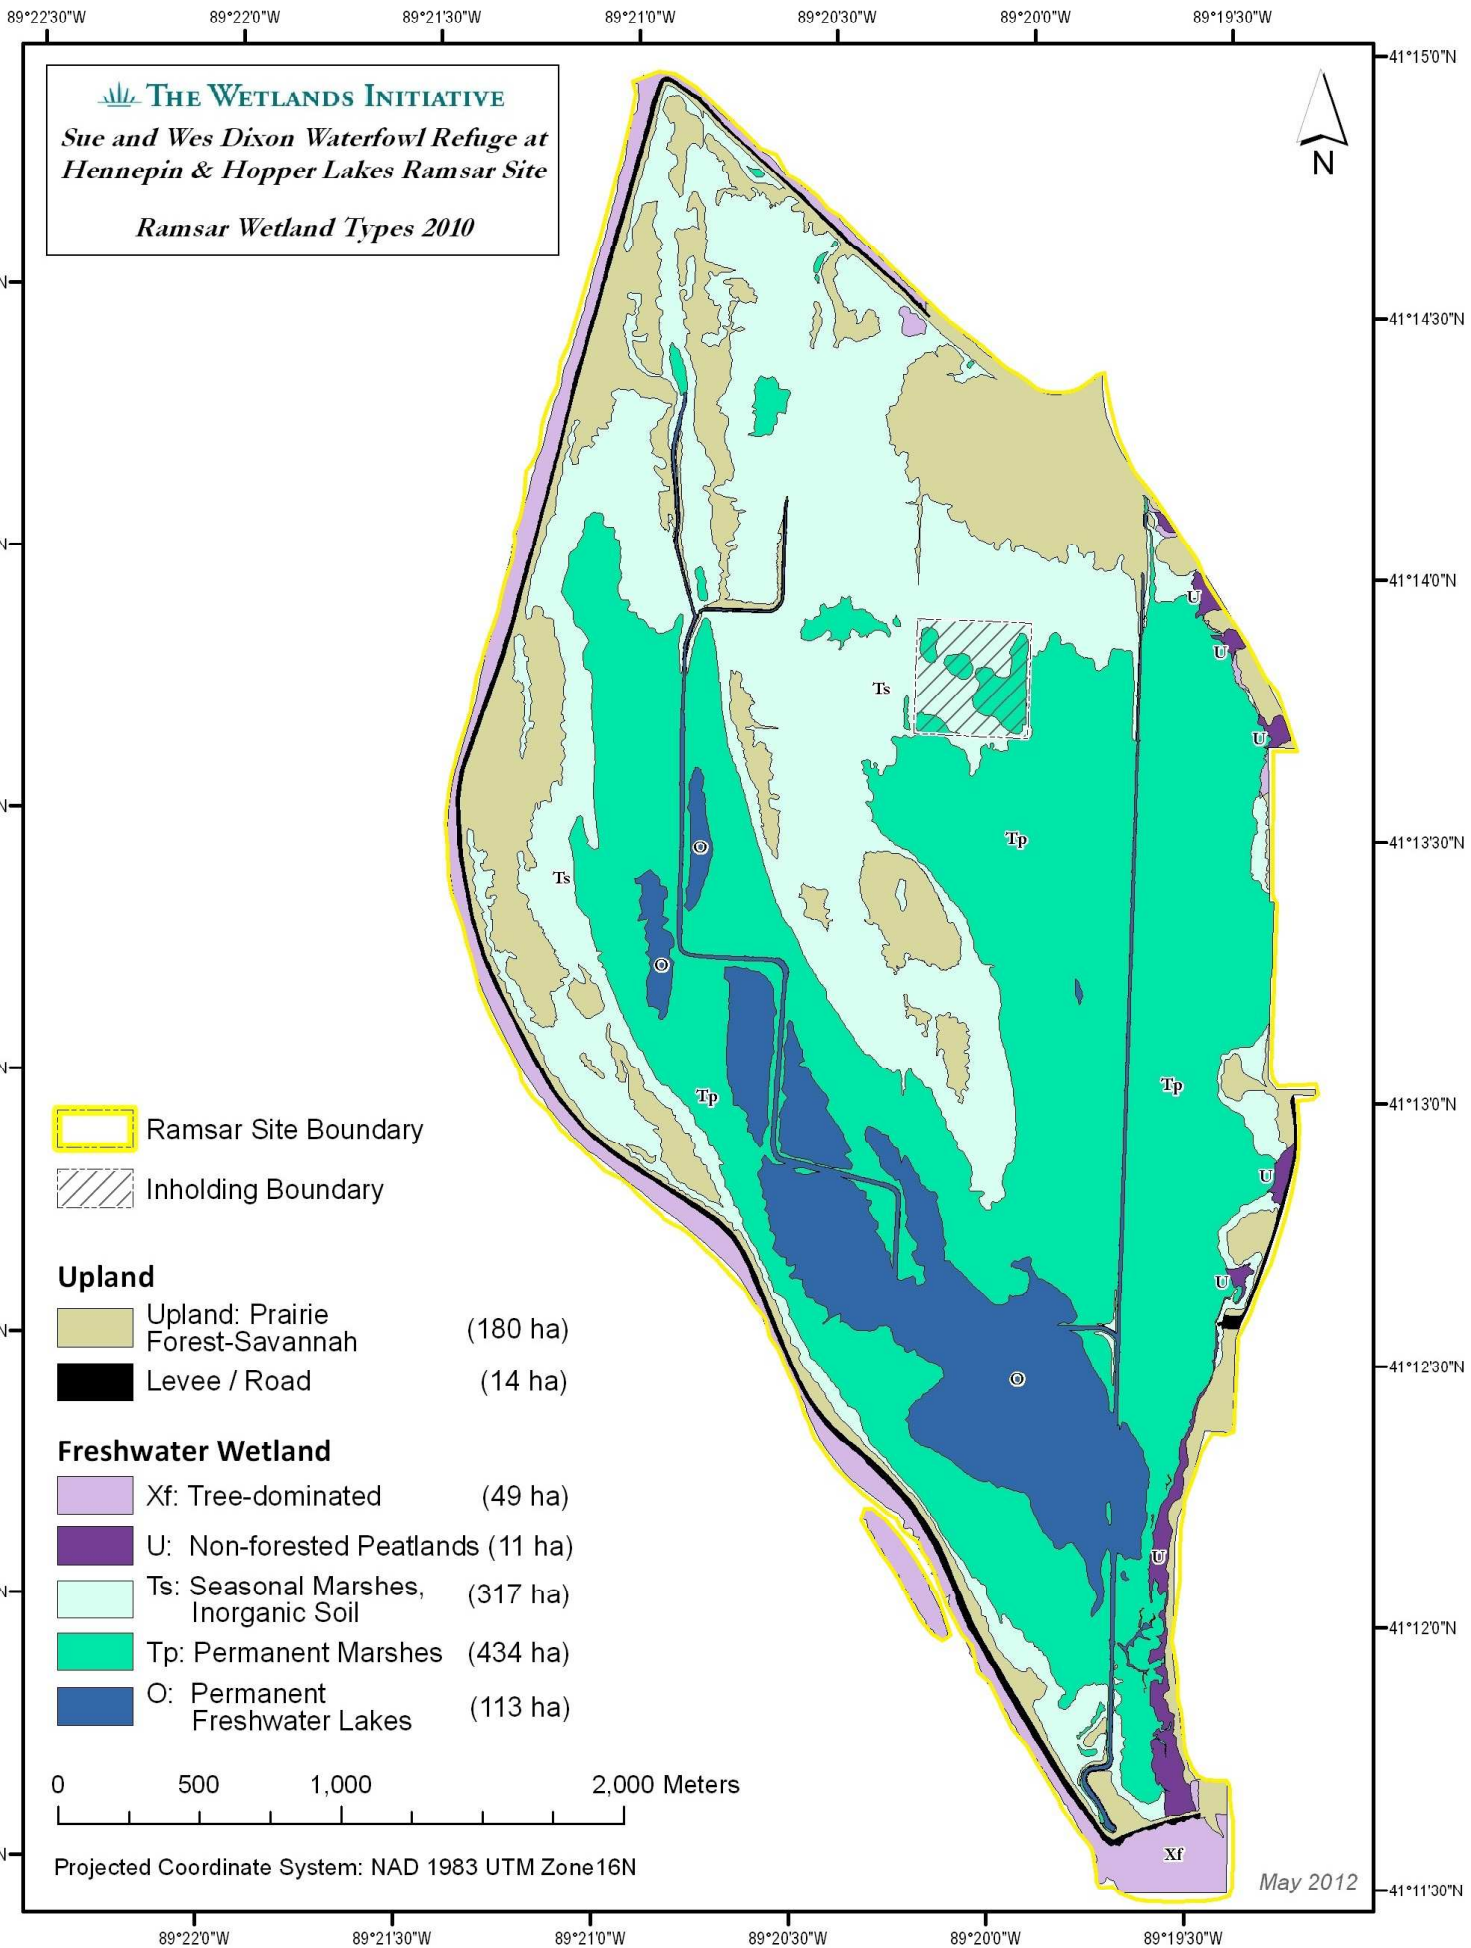 89°22'30"W 89°22'0"W 89°21'30"W 89°21'0"W 89°20'30"W 89°20'0"W 89°19'30"W
THE WETLANDS INITIATIVE
Sue and Wes Dixon Waterfowl Refuge at
Hennepin & Hopper Lakes Ramsar Site
Ramsar Wetland Types 2010
N
41°15'0"N
41°14'30"N
41°14'0"N
41°13'30"N
41°13'0"N
41°12'30"N
41°12'0"N
41°11'30"N
U
U
Ts
U
Tp
O
Ts
O
Tp
Tp
U
U
O
U
Xf
Ramsar Site Boundary
Inholding Boundary
Upland
Upland: Prairie
Forest-Savannah (180 ha)
Levee / Road (14 ha)
Freshwater Wetland
Xf: Tree-dominated (49 ha)
U: Non-forested Peatlands (11 ha)
Ts: Seasonal Marshes,
Inorganic Soil (317 ha)
Tp: Permanent Marshes (434 ha)
O: Permanent
Freshwater Lakes (113 ha)
0 500 1,000 2,000 Meters
Projected Coordinate System: NAD 1983 UTM Zone16N
May 2012
89°22'0"W 89°21'30"W 89°21'0"W 89°20'30"W 89°20'0"W 89°19'30"W